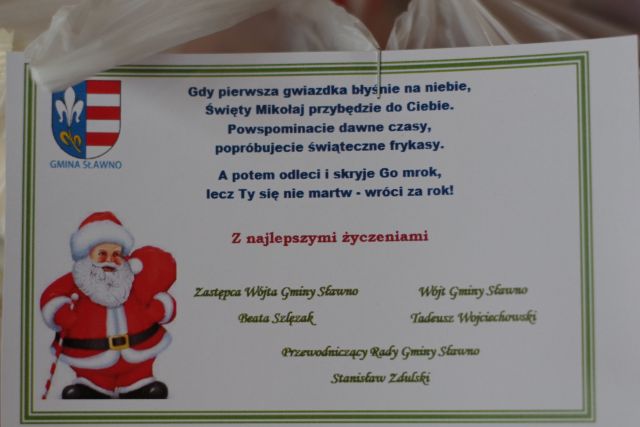 Gdy pierwsza gwiazdka błyśnie na niebie,
Święty Mikołaj przybędzie do Ciebie.
Powspominacie dawne czasy,
popróbujecie świąteczne frykasy.
A potem odleci i skryje Go mrok,
lecz Ty się nie martw - wróci za rok!
GMINA SŁAWNO
Z najlepszymi życzeniami
Zastępca Wójta Gminy Sławno
Beata Szlęzak
Wójt Gminy Sławno
Tadeusz Wojciechowski
Przewodniczący Rady Gminy Sławno
Stanisław Zdulski